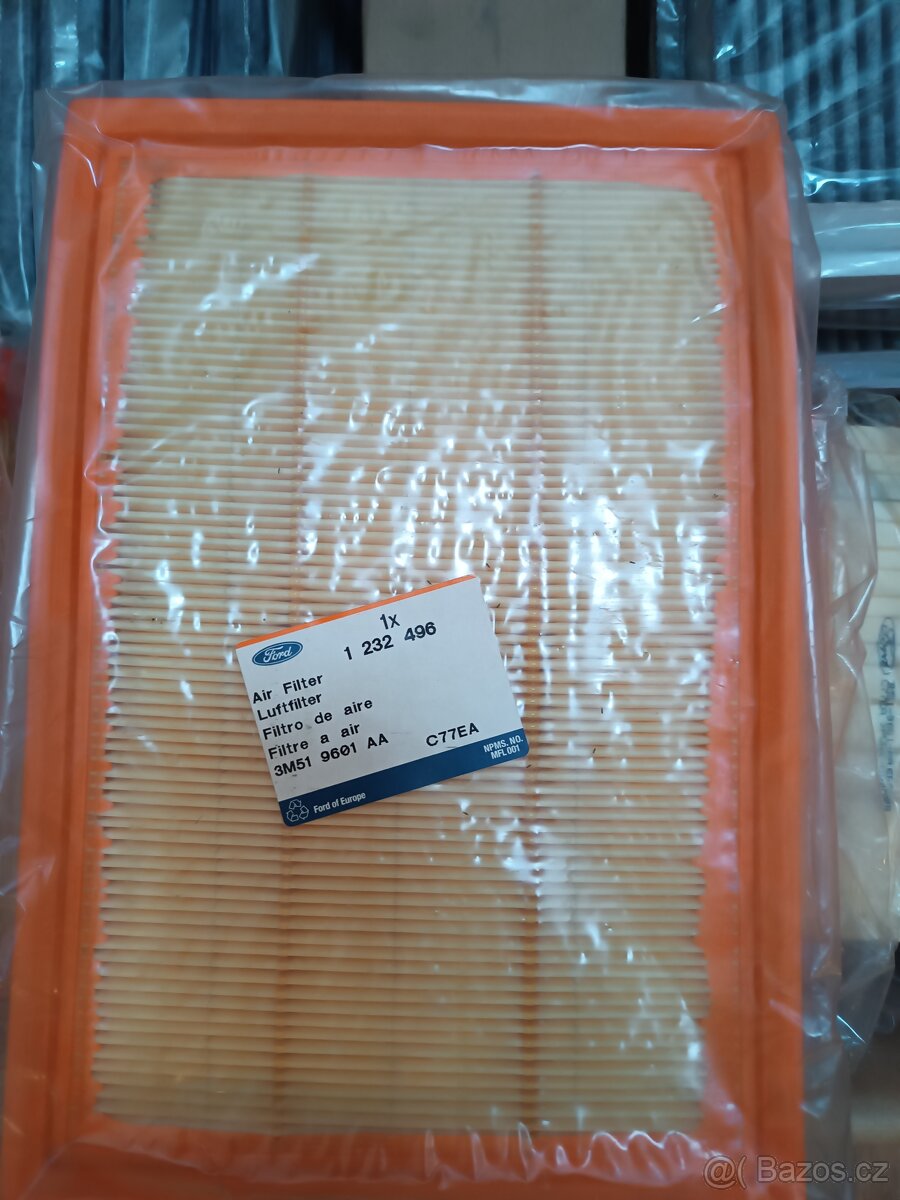 1x
1 232 496
Ford
Air Filter
Luftfilter
Filtro de aire
Filtre a air
3M51 9601 AA
C77EA
NPMS. NO.
MFL001
Ford of Europe
@( Bazos.cz